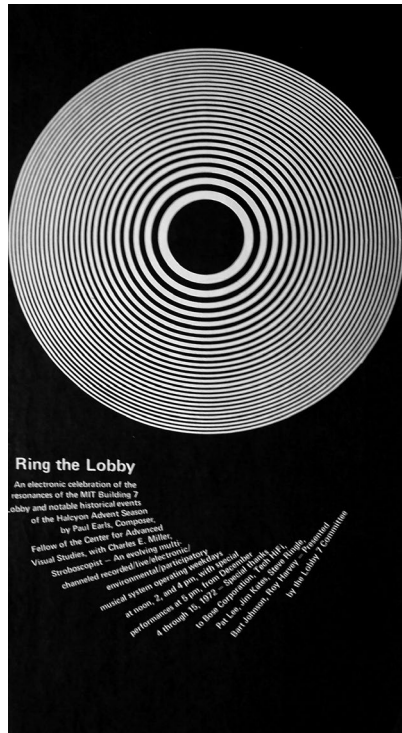 Ring the Lobby
An electronic celebration of the
resonances of the MIT Building 7
Lobby and notable historical events
of the Halcyon Advent Season
by Paul Earls, Composer,
Fellow of the Center for Advanced
Visual Studies, with Charles E. Miller,
Stroboscopist — An evolving multi-
channeled recorded/live/electronic/
environmental/participatory
musical system operating weekdays
at noon, 2, and 4 pm, with special
performances at 5 pm, from December
4 through 15, 1972 — Special thanks
to Bose Corporation, Tech HiFi,
Pat Lee, Jim Kates, Steve Ringle,
Bart Johnson, Roy Harvey — Presented
by the Lobby 7 Committee